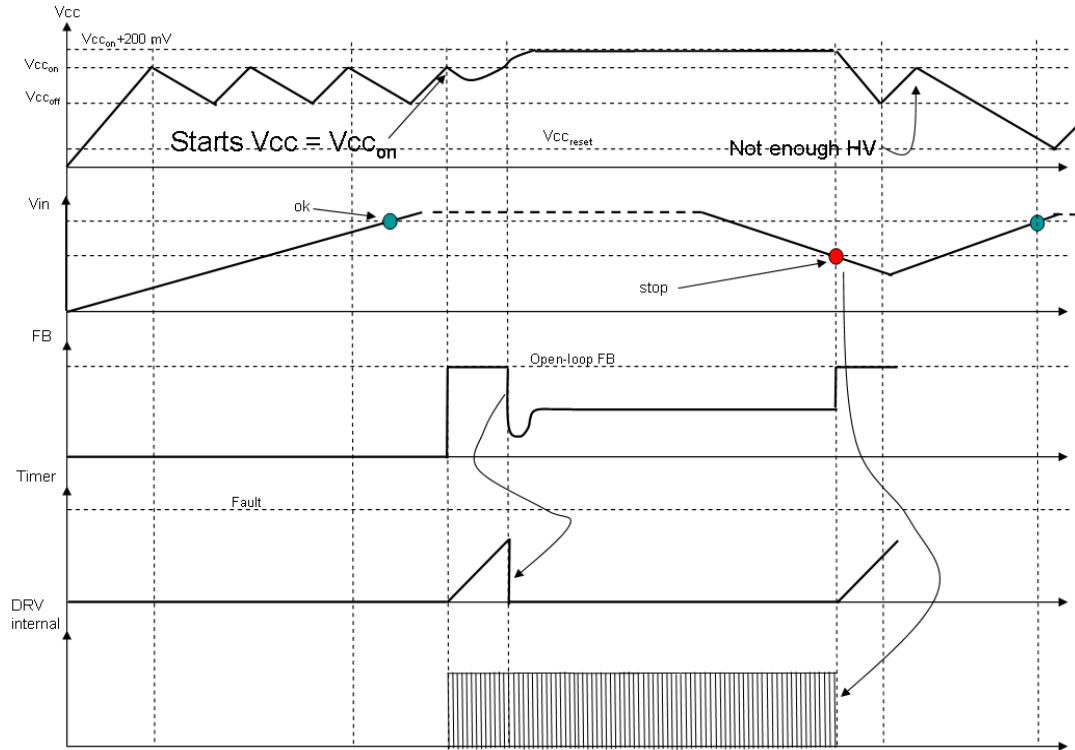 Vcc
Vccon+200 mV
Vccon
Vccoff
Starts Vcc = Vccon
Vccreset
Not enough HV
Vin
ok
stop
FB
Open-loop FB
Timer
Fault
DRV
internal